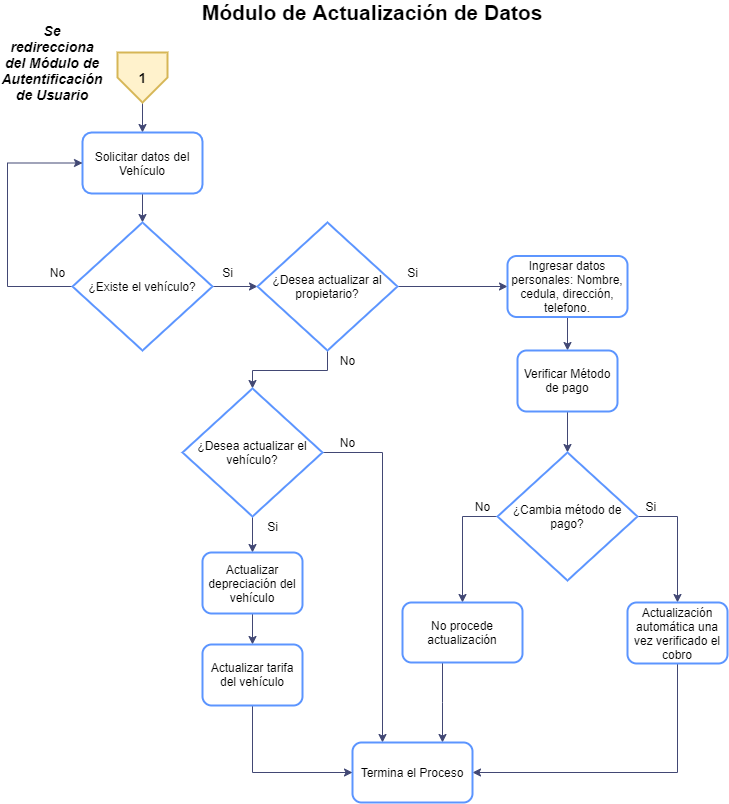 Módulo de Actualización de Datos
Se
redirecciona
del Módulo de
Autentificación
de Usuario
1
Solicitar datos del
Vehículo
¿Existe el vehículo?
No
Si
¿Desea actualizar al
propietario?
Si
Ingresar datos
personales: Nombre,
cedula, dirección,
telefono.
No
Verificar Método
de pago
¿Desea actualizar el
vehículo?
No
¿Cambia método de
pago?
No
Si
Si
Actualizar
depreciación del
vehículo
No procede
actualización
Actualización
automática una
vez verificado el
cobro
Actualizar tarifa
del vehículo
Termina el Proceso